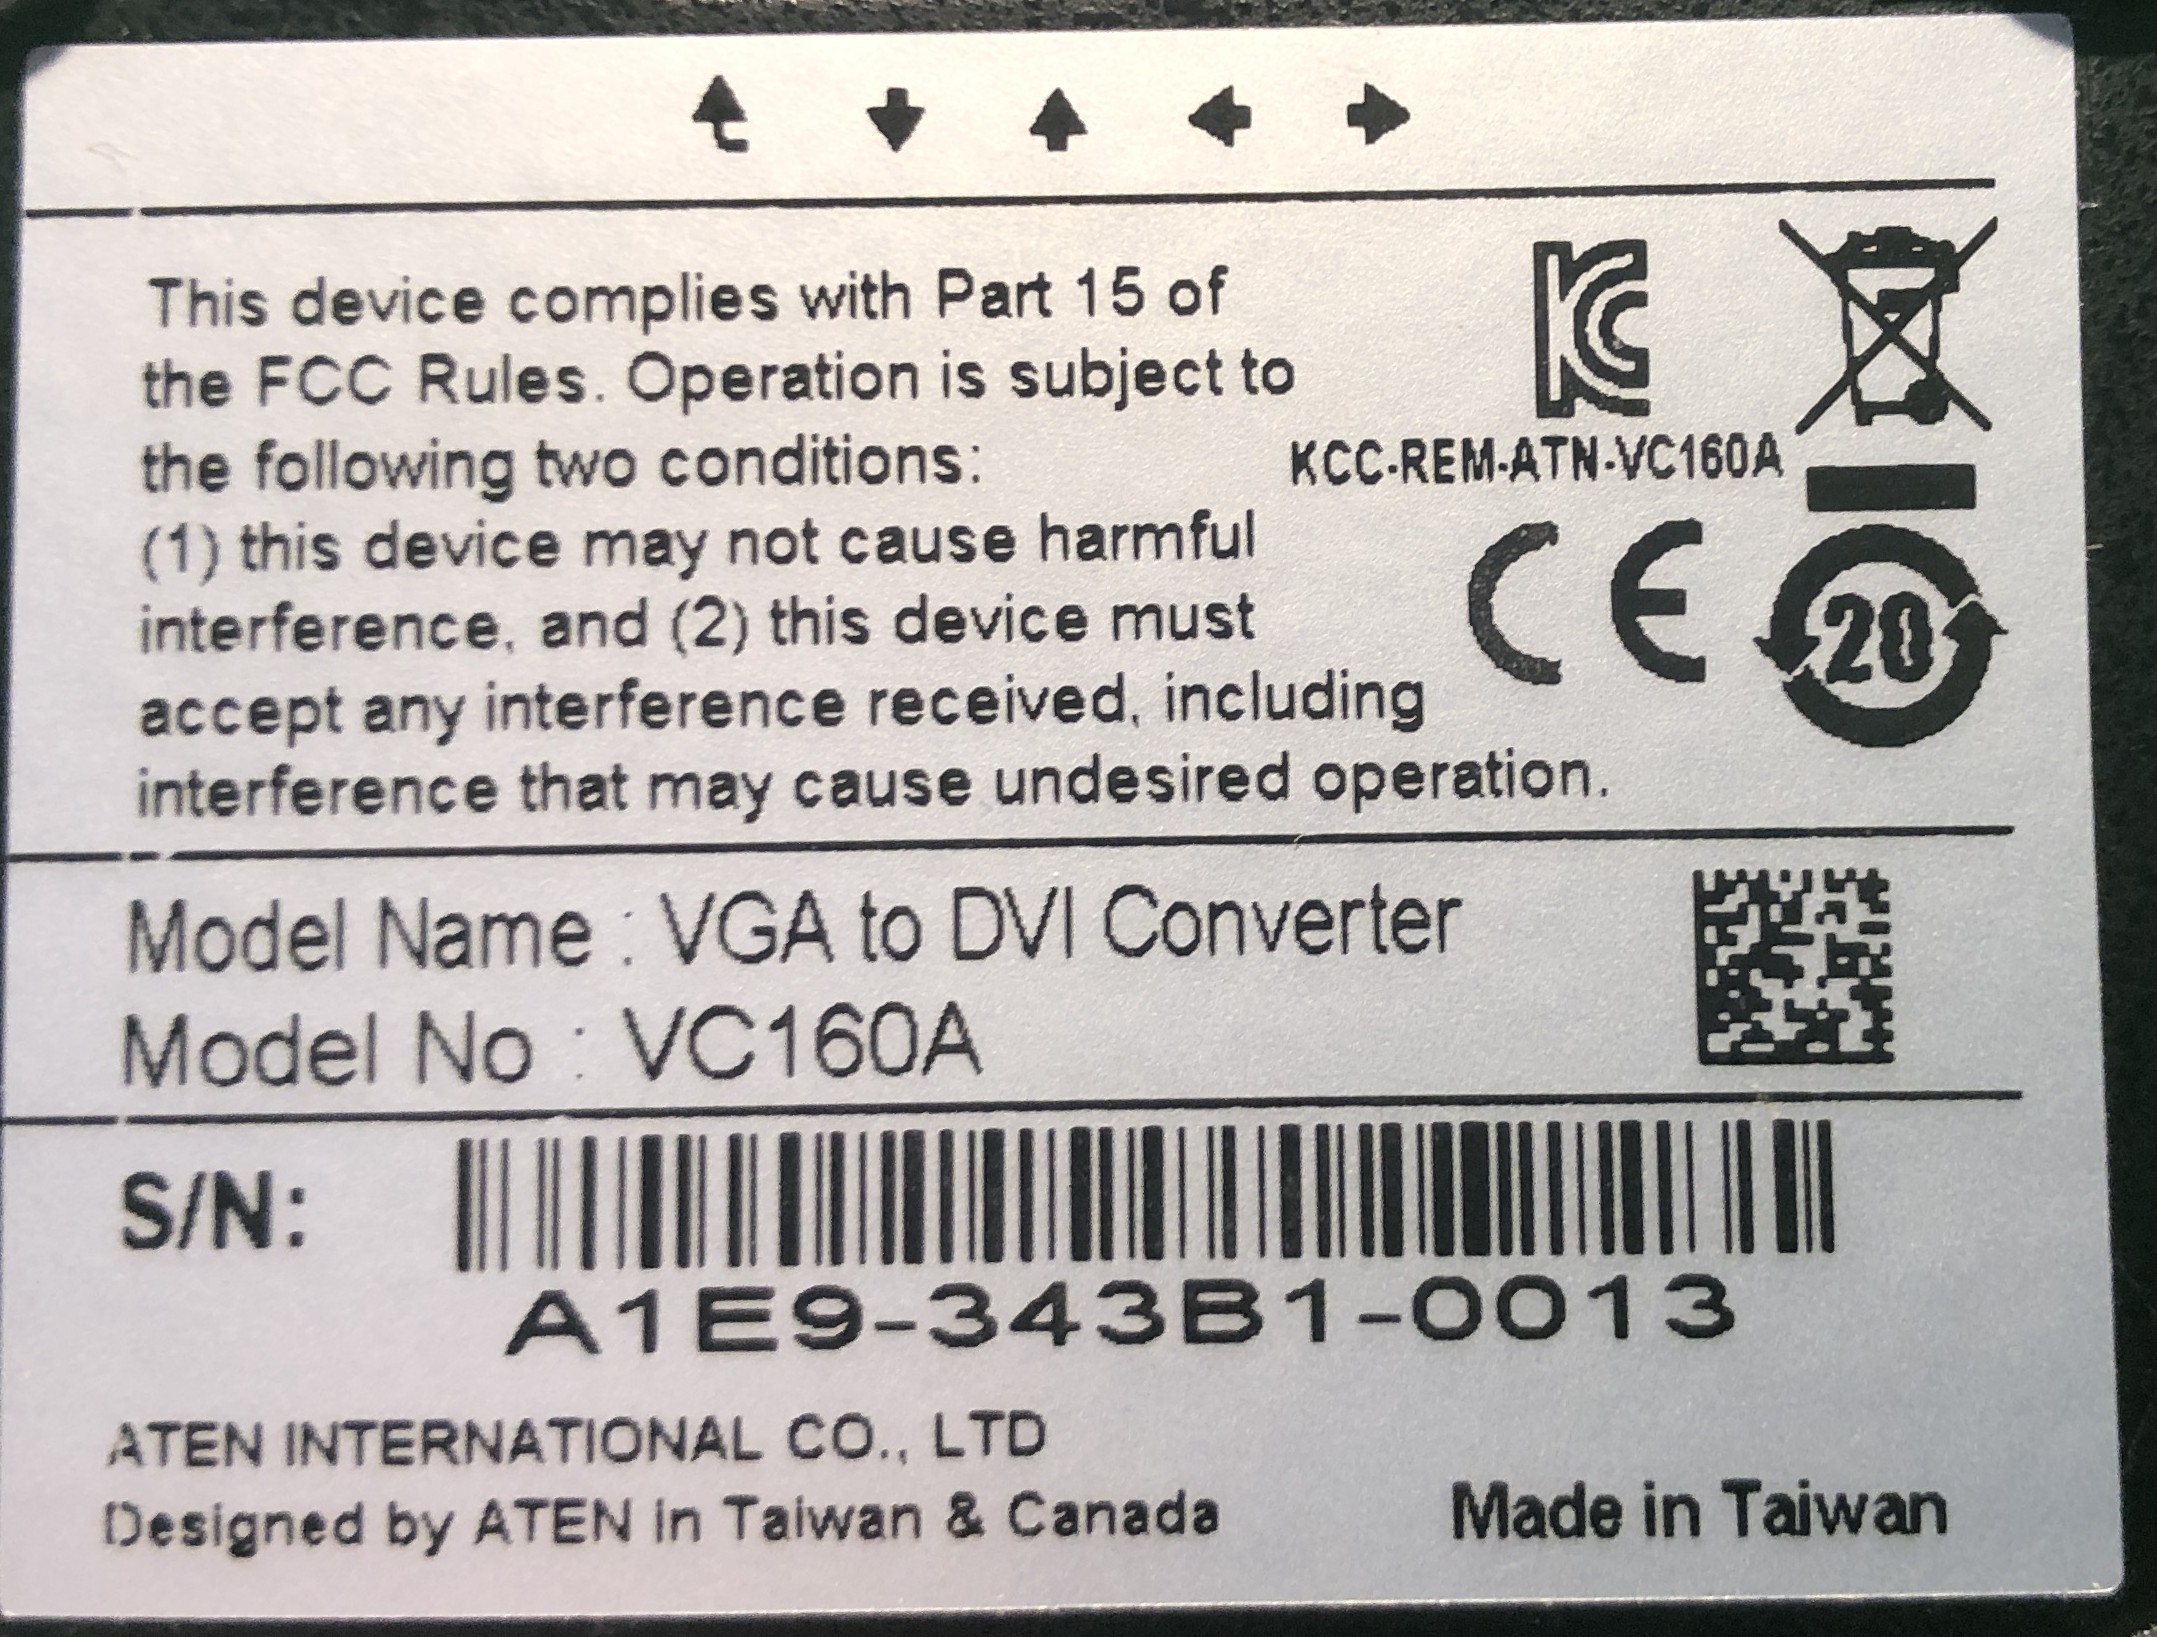 This device complies with Part 15 of
the FCC Rules. Operation is subject to
the following two conditions:
(1) this device may not cause harmful
interference, and (2) this device must
accept any interference received, including
interference that may cause undesired operation.
KC
KCC-REM-ATN-VC160A
CE
20
Model Name : VGA to DVI Converter
Model No : VC160A
S/N:
A1E9-343B1-0013
ATEN INTERNATIONAL CO., LTD
Designed by ATEN in Taiwan & Canada
Made in Taiwan